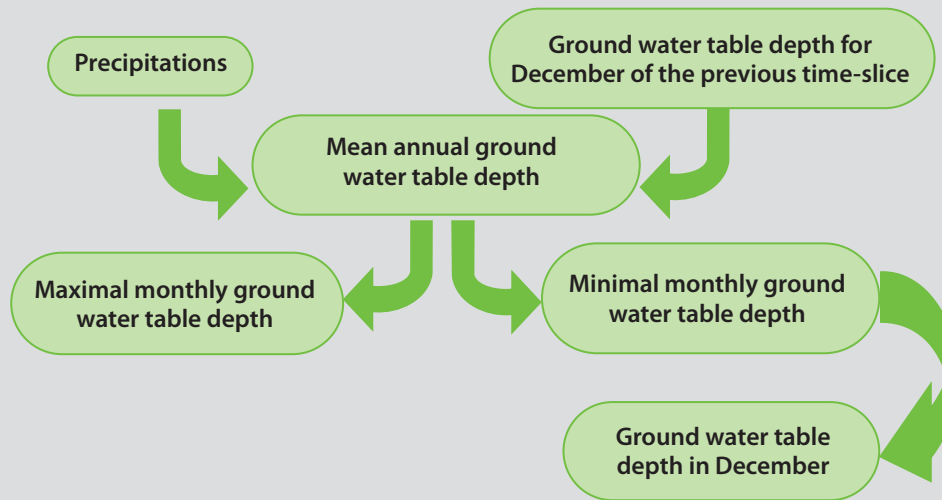 Precipitations
Ground water table depth for
December of the previous time-slice
Mean annual ground
water table depth
Maximal monthly ground
water table depth
Minimal monthly ground
water table depth
Ground water table
depth in December